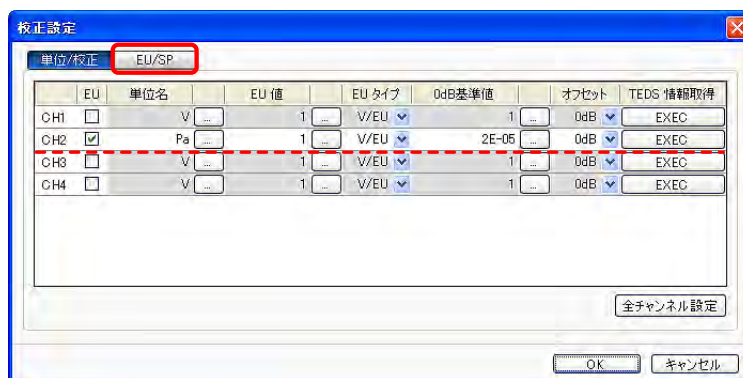 校正設定
単位/校正 EU/SP
EU 単位名 EU 値 EU タイプ 0dB基準値 オフセット TEDS 情報取得
CH1 V ... 1 ... V/EU 1 ... 0dB EXEC
CH2 Pa ... 1 ... V/EU 2E-05 ... 0dB EXEC
CH3 V ... 1 ... V/EU 1 ... 0dB EXEC
CH4 V ... 1 ... V/EU 1 ... 0dB EXEC
全チャンネル設定
OK キャンセル